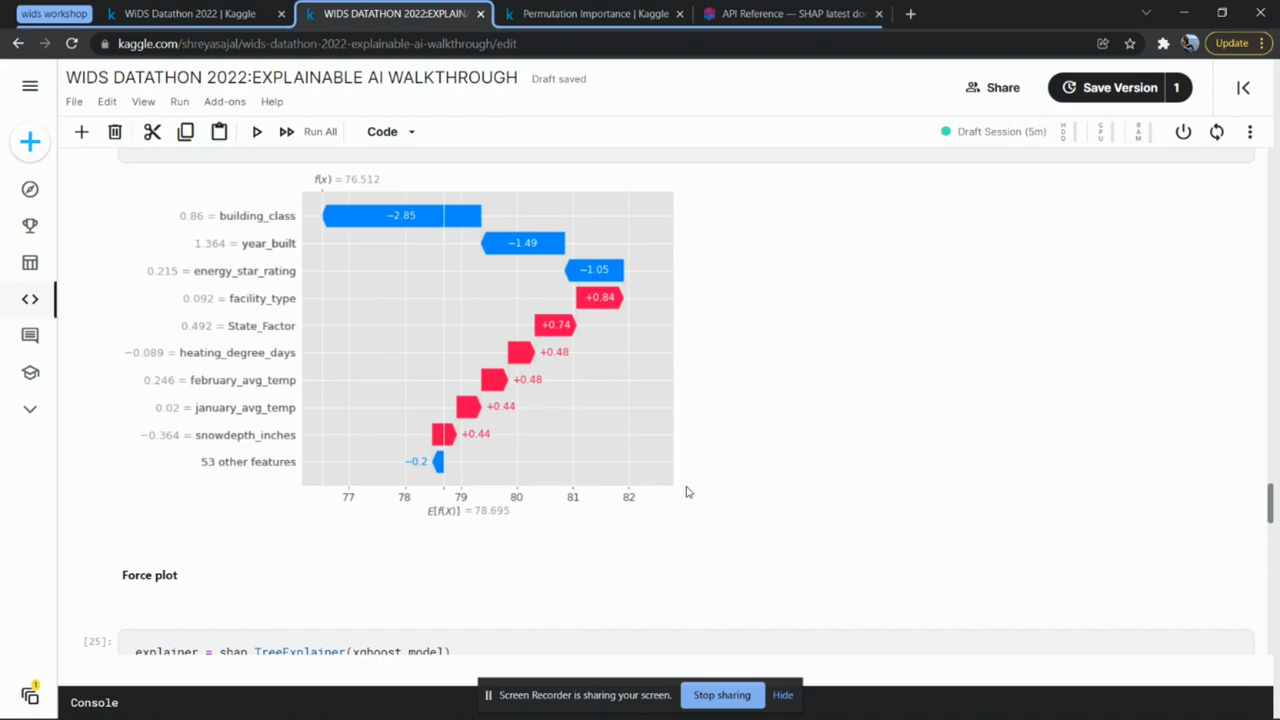 wids workshop
WiDS Datathon 2022 | Kaggle
WIDS DATATHON 2022:EXPLAINA
Permutation Importance | Kaggle
API Reference — SHAP latest do
kaggle.com/shreyasajal/wids-datathon-2022-explainable-ai-walkthrough/edit
Update
WIDS DATATHON 2022:EXPLAINABLE AI WALKTHROUGH
Draft saved
File Edit View Run Add-ons Help
Share
Save Version 1
Run All
Code
Draft Session (5m)
HDD
CPU
RAM
f(x) = 76.512
0.86 = building_class
−2.85
1.364 = year_built
−1.49
0.215 = energy_star_rating
−1.05
0.092 = facility_type
+0.84
0.492 = State_Factor
+0.74
−0.089 = heating_degree_days
+0.48
0.246 = february_avg_temp
+0.48
0.02 = january_avg_temp
+0.44
−0.364 = snowdepth_inches
+0.44
53 other features
−0.2
77 78 79 80 81 82
E[f(X)] = 78.695
Force plot
[25]:
explainer = shap.TreeExplainer(xgboost_model)
1
Screen Recorder is sharing your screen.
Stop sharing
Hide
Console